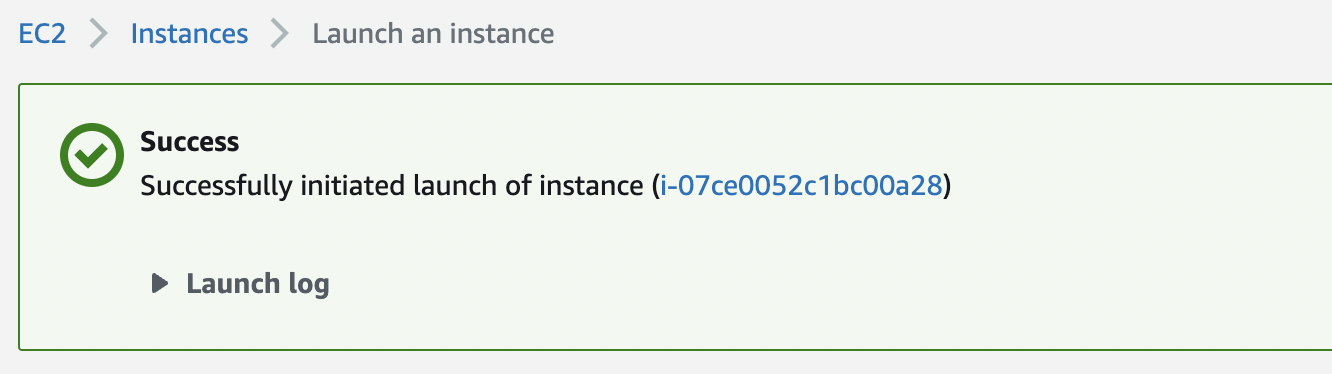 EC2 Instances Launch an instance
Success
Successfully initiated launch of instance (i-07ce0052c1bc00a28)
Launch log